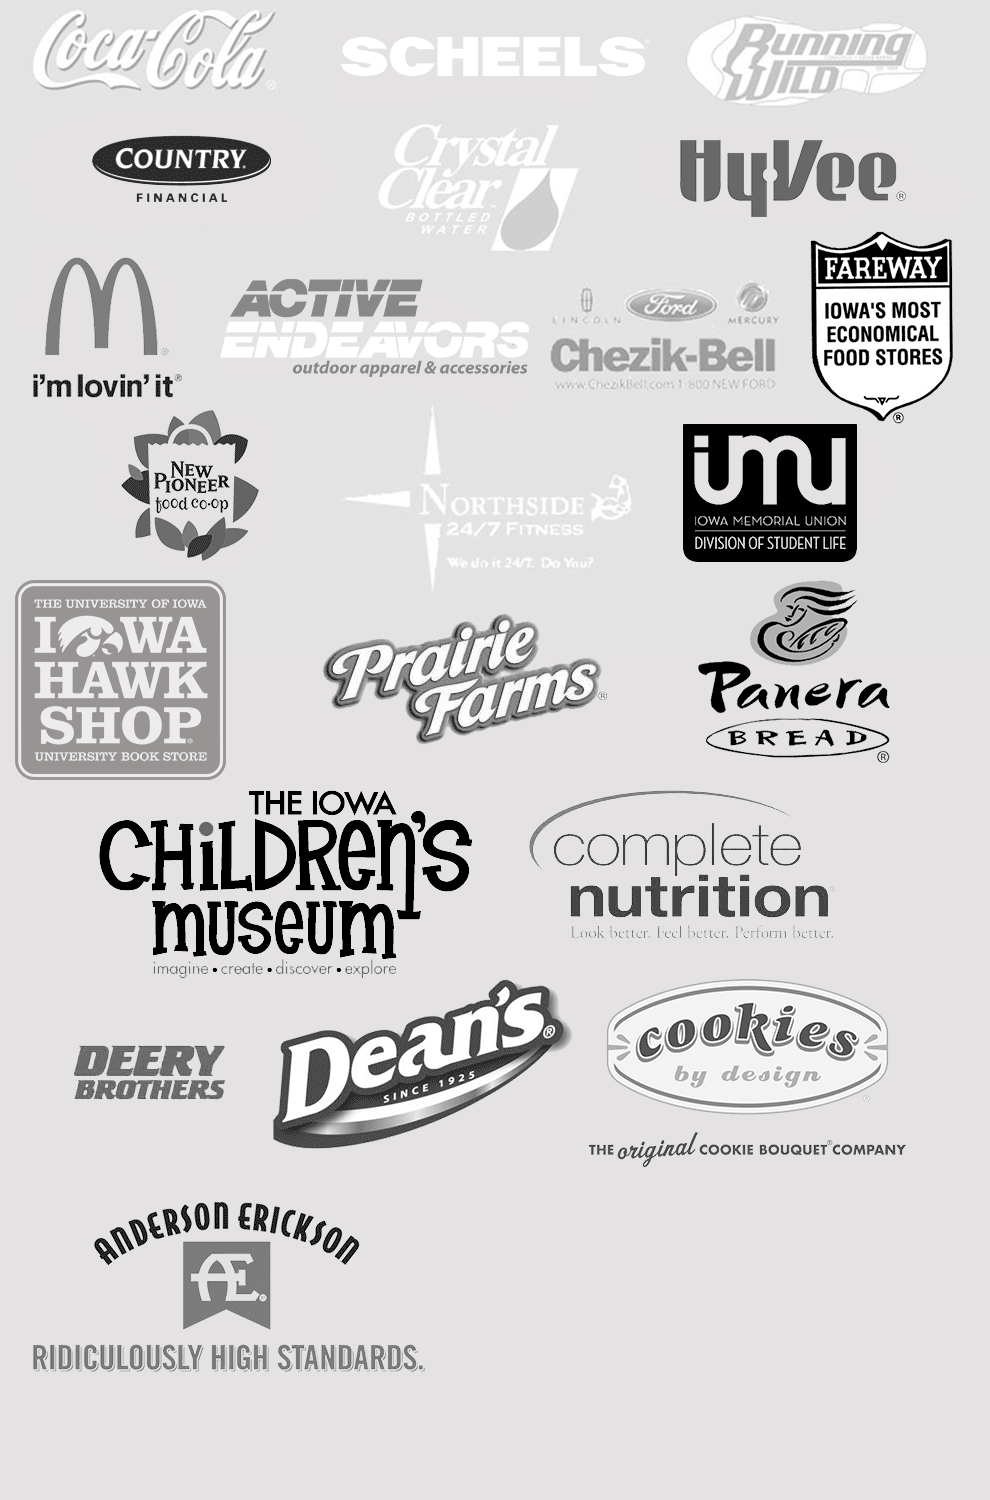 Coca-Cola
SCHEELS
Running
WILD
COUNTRY
FINANCIAL
Crystal
Clear
BOTTLED
WATER
HyVee
i'm lovin' it
ACTIVE
ENDEAVORS
outdoor apparel & accessories
LINCOLN Ford MERCURY
Chezik-Bell
www.ChezikBell.com 1-800 NEW FORD
FAREWAY
IOWA'S MOST
ECONOMICAL
FOOD STORES
NEW
PIONEER
food co-op
NORTHSIDE
24/7 FITNESS
We do it 24/7. Do You?
imu
IOWA MEMORIAL UNION
DIVISION OF STUDENT LIFE
THE UNIVERSITY OF IOWA
IOWA
HAWK
SHOP
UNIVERSITY BOOK STORE
Prairie
Farms
Panera
BREAD
THE IOWA
CHiLDRen's
museum
imagine • create • discover • explore
complete
nutrition
Look better. Feel better. Perform better.
DEERY
BROTHERS
Dean's
SINCE 1925
cookies
by design
THE original COOKIE BOUQUET COMPANY
ANDERSON ERICKSON
AE
RIDICULOUSLY HIGH STANDARDS.